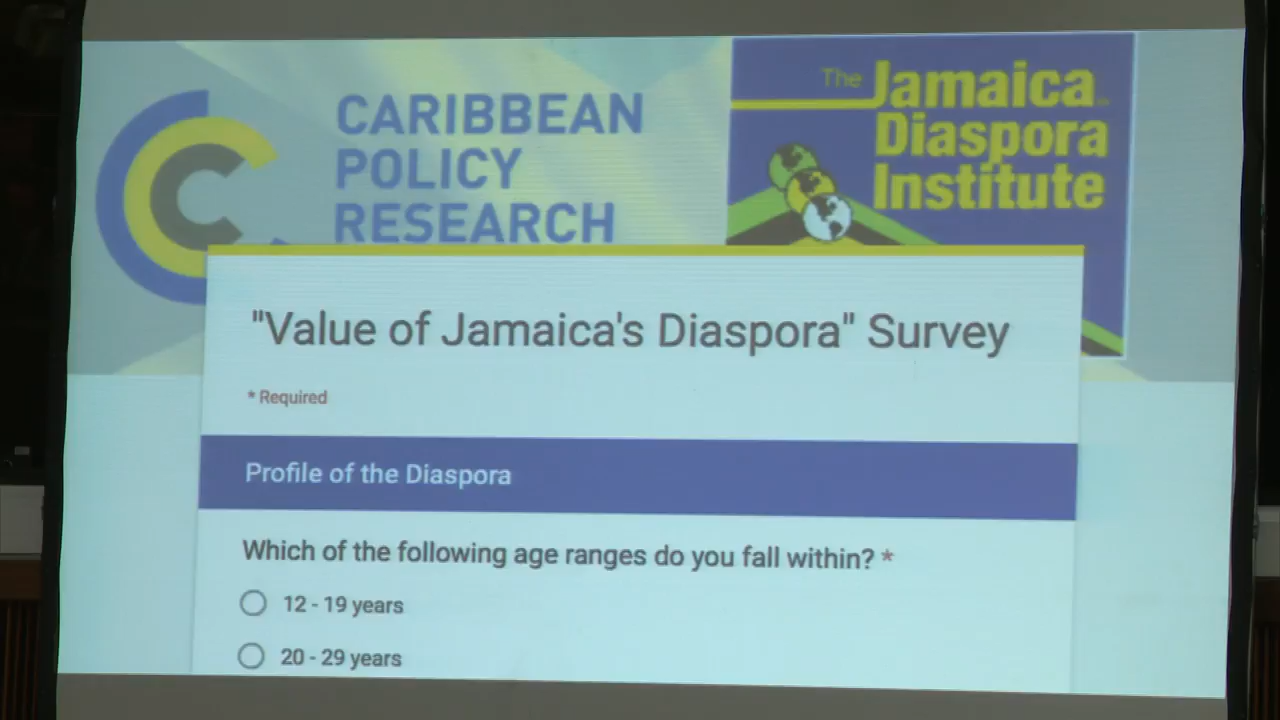 CARIBBEAN
POLICY
RESEARCH
The Jamaica
Diaspora
Institute
"Value of Jamaica's Diaspora" Survey
* Required
Profile of the Diaspora
Which of the following age ranges do you fall within? *
12 - 19 years
20 - 29 years